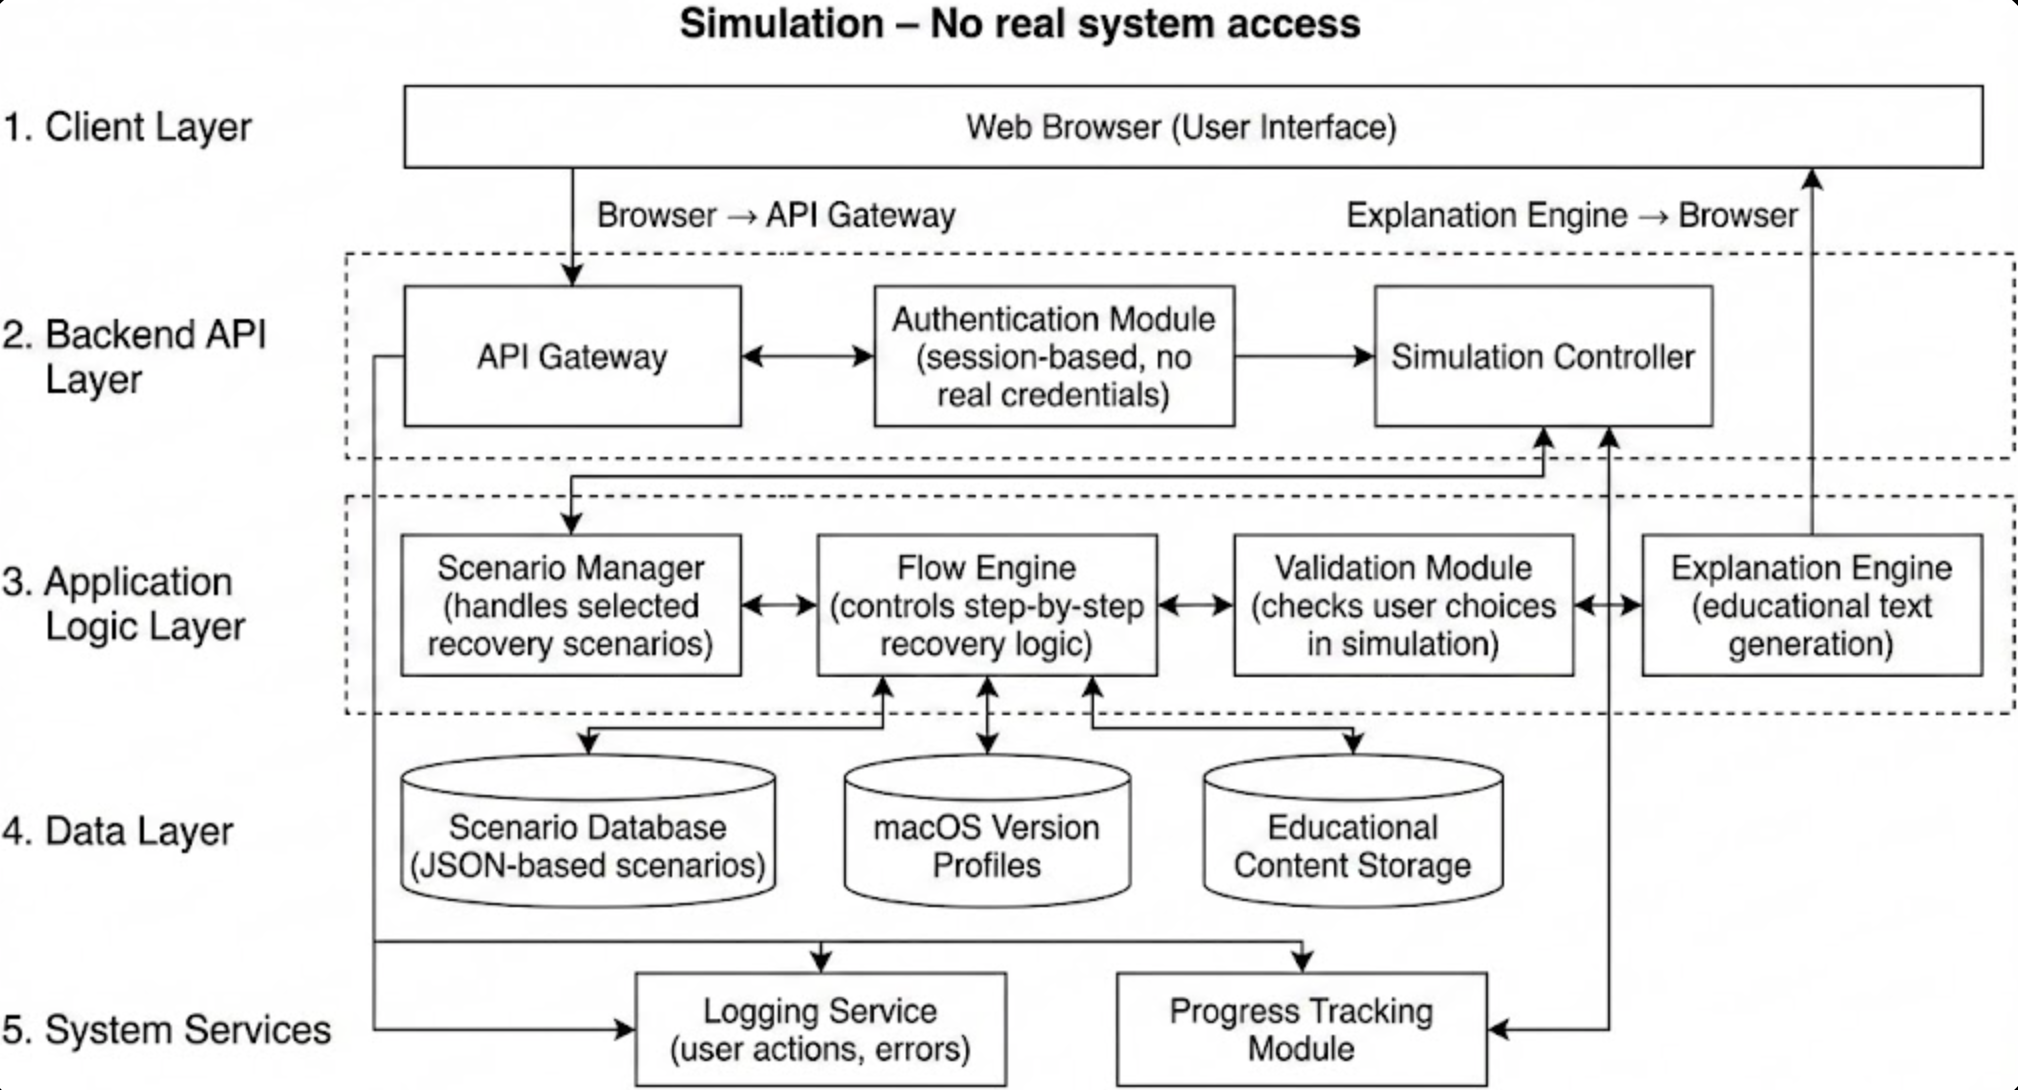 Simulation – No real system access
1. Client Layer
Web Browser (User Interface)
Browser → API Gateway
Explanation Engine → Browser
2. Backend API
Layer
API Gateway
Authentication Module
(session-based, no
real credentials)
Simulation Controller
3. Application
Logic Layer
Scenario Manager
(handles selected
recovery scenarios)
Flow Engine
(controls step-by-step
recovery logic)
Validation Module
(checks user choices
in simulation)
Explanation Engine
(educational text
generation)
4. Data Layer
Scenario Database
(JSON-based scenarios)
macOS Version
Profiles
Educational
Content Storage
5. System Services
Logging Service
(user actions, errors)
Progress Tracking
Module